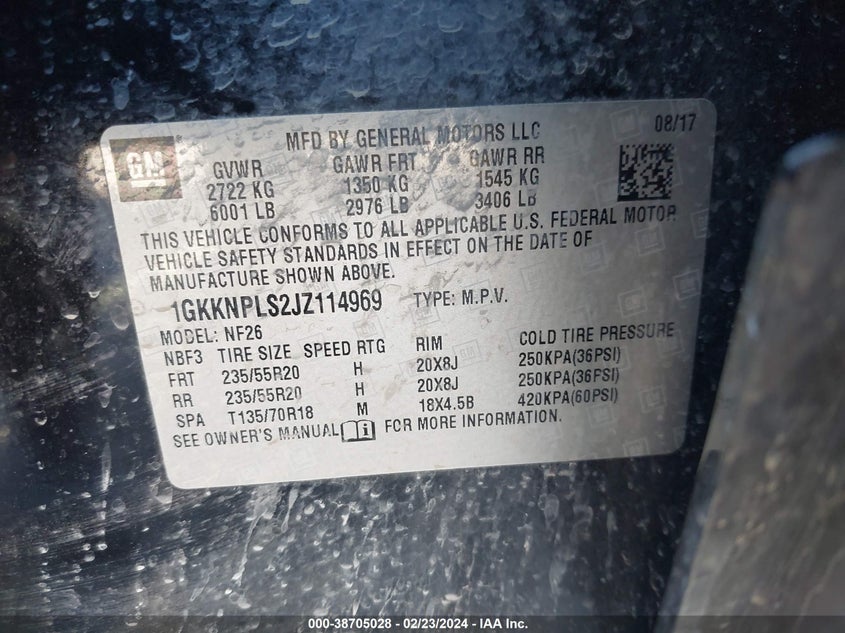 GM
MFD BY GENERAL MOTORS LLC 08/17
GVWR GAWR FRT GAWR RR
2722 KG 1350 KG 1545 KG
6001 LB 2976 LB 3406 LB
THIS VEHICLE CONFORMS TO ALL APPLICABLE U.S. FEDERAL MOTOR
VEHICLE SAFETY STANDARDS IN EFFECT ON THE DATE OF
MANUFACTURE SHOWN ABOVE.
1GKKNPLS2JZ114969 TYPE: M.P.V.
MODEL: NF26
NBF3 TIRE SIZE SPEED RTG RIM COLD TIRE PRESSURE
FRT 235/55R20 H 20X8J 250KPA(36PSI)
RR 235/55R20 H 20X8J 250KPA(36PSI)
SPA T135/70R18 M 18X4.5B 420KPA(60PSI)
SEE OWNER'S MANUAL i FOR MORE INFORMATION.
000-38705028 - 02/23/2024 - IAA Inc.